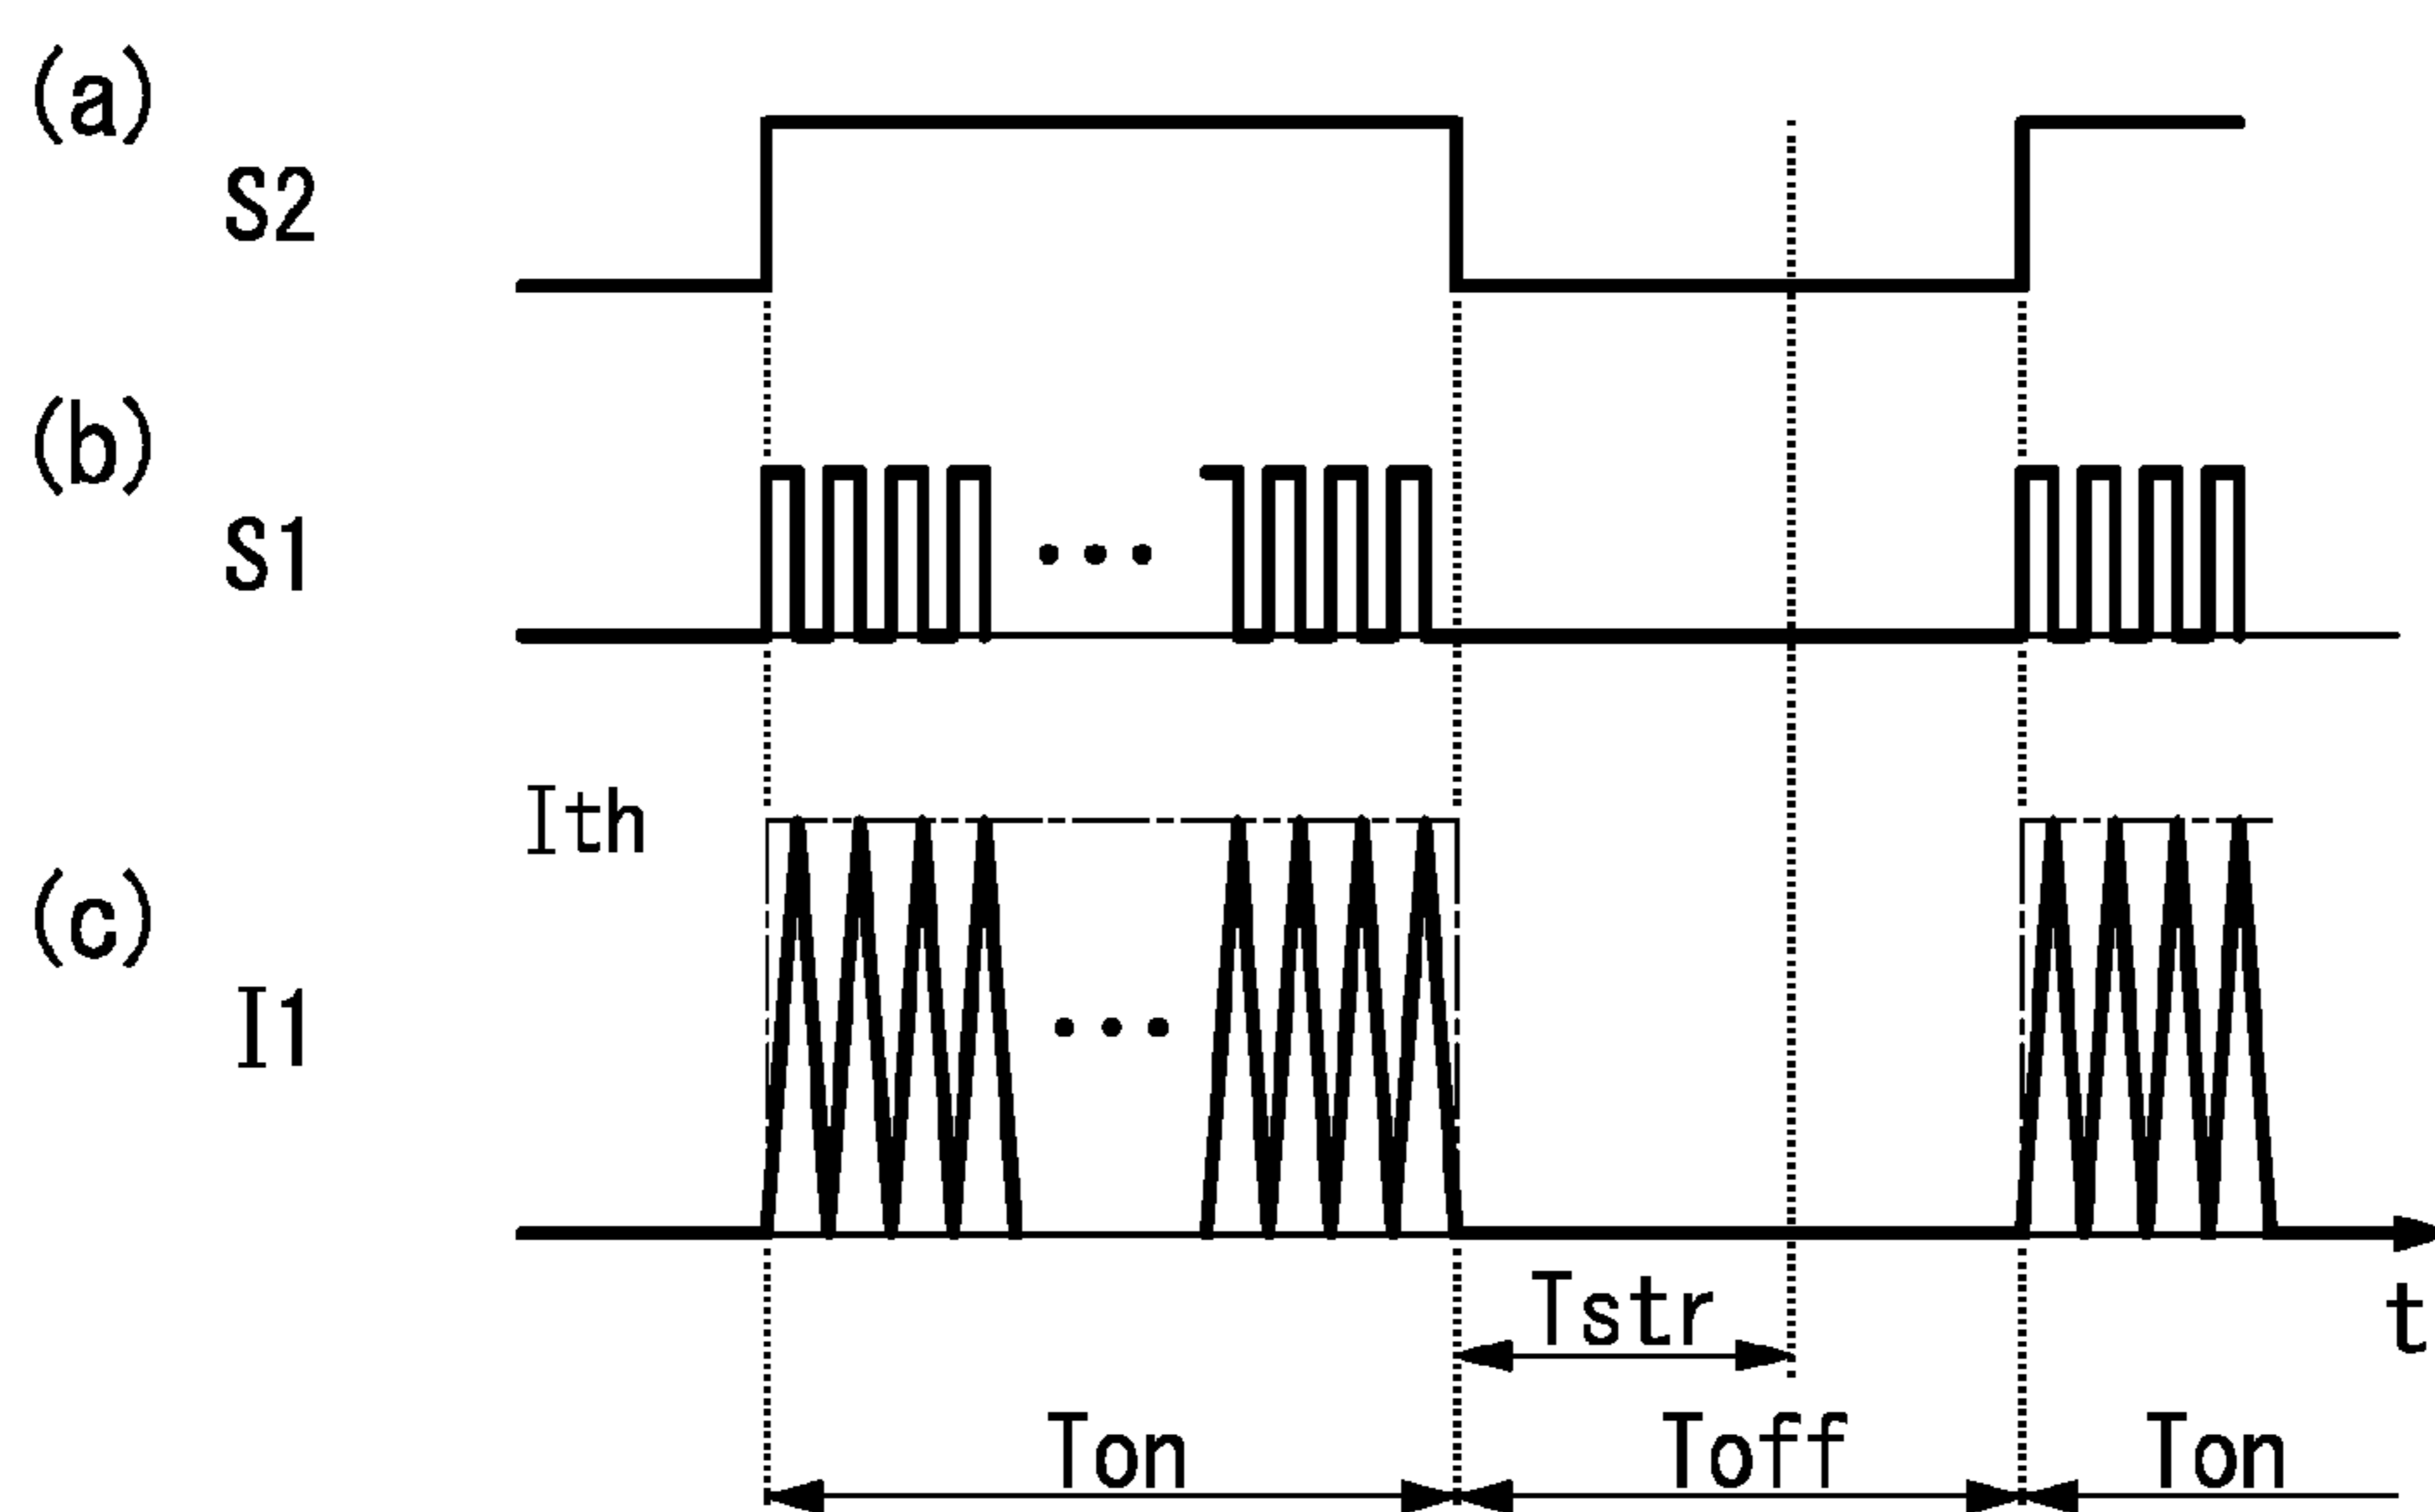 (a)
S2
(b)
S1
Ith
(c)
I1
t
Tstr
Ton Toff Ton